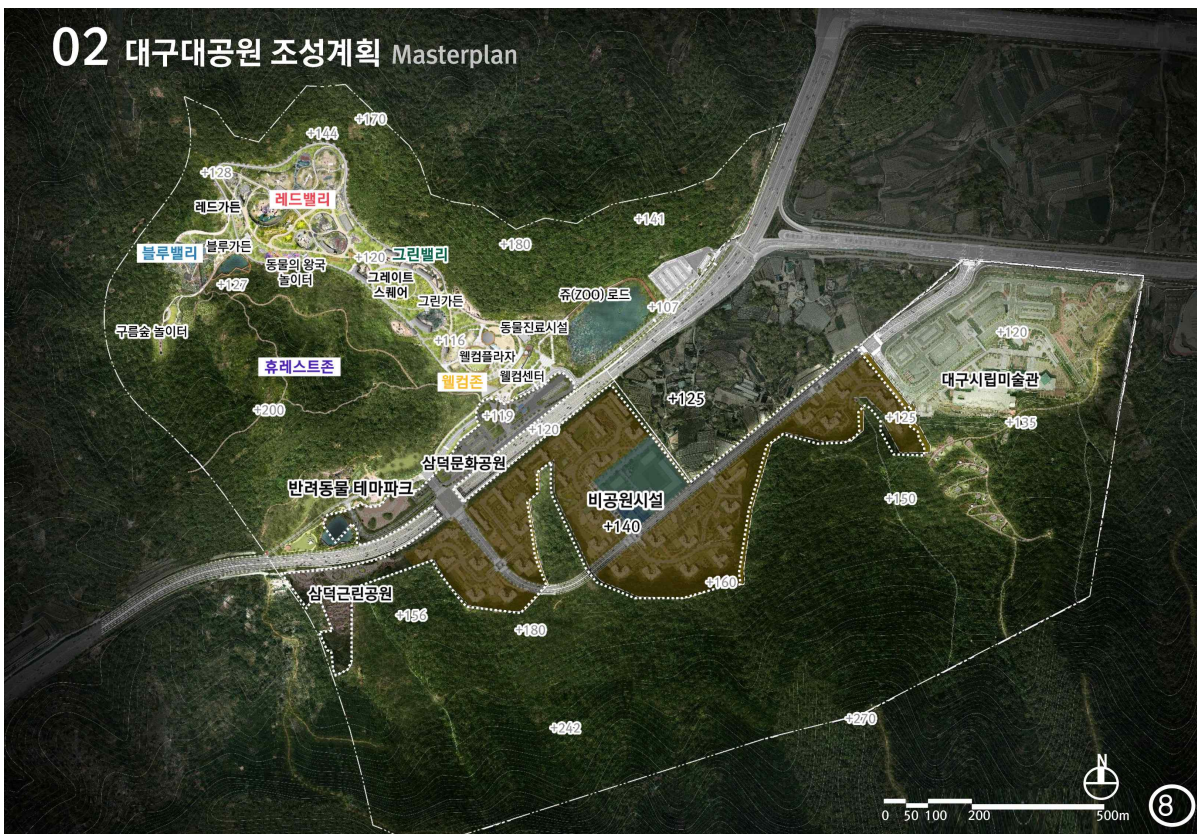 02 대구대공원 조성계획 Masterplan
+170
+144
+128
레드밸리
레드가든
+141
+180
블루밸리
블루가든
그린밸리
+120
동물의 왕국
놀이터
그레이트
스퀘어
+127
쥬(ZOO) 로드
그린가든
+107
구름숲 놀이터
동물진료시설
+116
웰컴플라자
+120
휴레스트존
웰컴센터
웰컴존
대구시립미술관
+125
+200
+119
+125
+135
+120
삼덕문화공원
반려동물 테마파크
비공원시설
+140
+150
+160
삼덕근린공원
+156
+180
+242
+270
N
0 50 100 200 500m
8